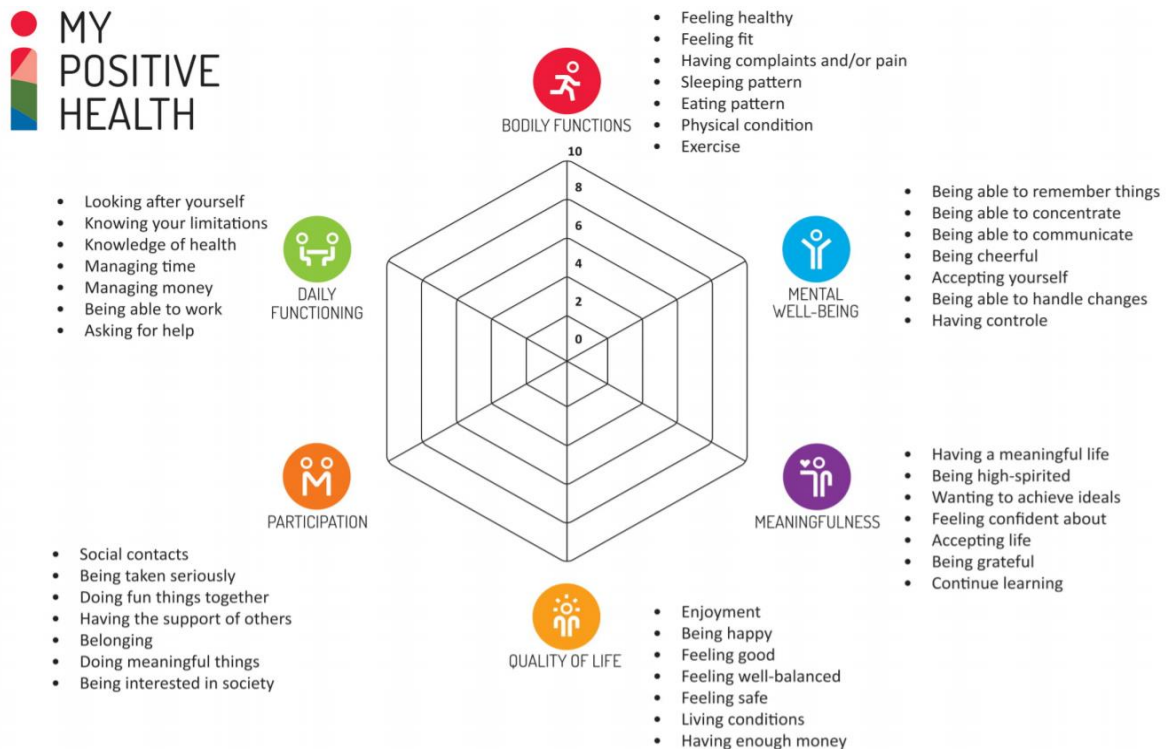 MY
POSITIVE
HEALTH
BODILY FUNCTIONS
• Feeling healthy
• Feeling fit
• Having complaints and/or pain
• Sleeping pattern
• Eating pattern
• Physical condition
• Exercise
10
8
6
4
2
0
MENTAL
WELL-BEING
• Being able to remember things
• Being able to concentrate
• Being able to communicate
• Being cheerful
• Accepting yourself
• Being able to handle changes
• Having controle
MEANINGFULNESS
• Having a meaningful life
• Being high-spirited
• Wanting to achieve ideals
• Feeling confident about
• Accepting life
• Being grateful
• Continue learning
QUALITY OF LIFE
• Enjoyment
• Being happy
• Feeling good
• Feeling well-balanced
• Feeling safe
• Living conditions
• Having enough money
PARTICIPATION
• Social contacts
• Being taken seriously
• Doing fun things together
• Having the support of others
• Belonging
• Doing meaningful things
• Being interested in society
DAILY
FUNCTIONING
• Looking after yourself
• Knowing your limitations
• Knowledge of health
• Managing time
• Managing money
• Being able to work
• Asking for help